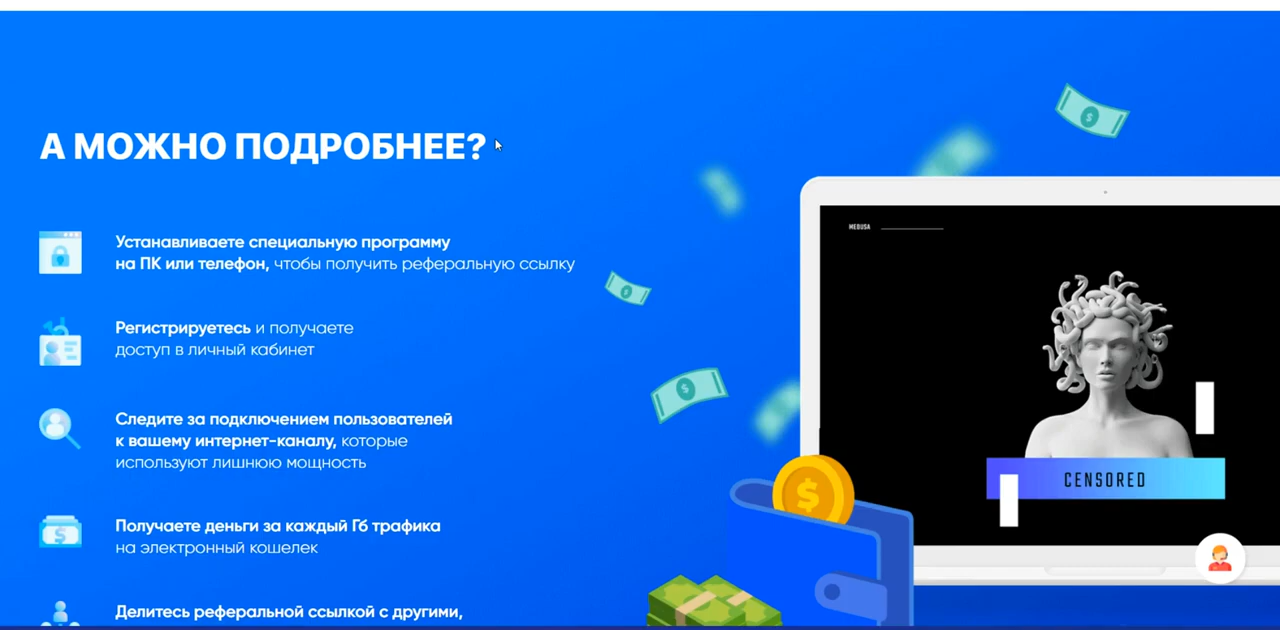 А МОЖНО ПОДРОБНЕЕ?
Устанавливаете специальную программу
на ПК или телефон, чтобы получить реферальную ссылку
Регистрируетесь и получаете
доступ в личный кабинет
Следите за подключением пользователей
к вашему интернет-каналу, которые
используют лишнюю мощность
Получаете деньги за каждый Гб трафика
на электронный кошелек
Делитесь реферальной ссылкой с другими,
MEDUSA
CENSORED